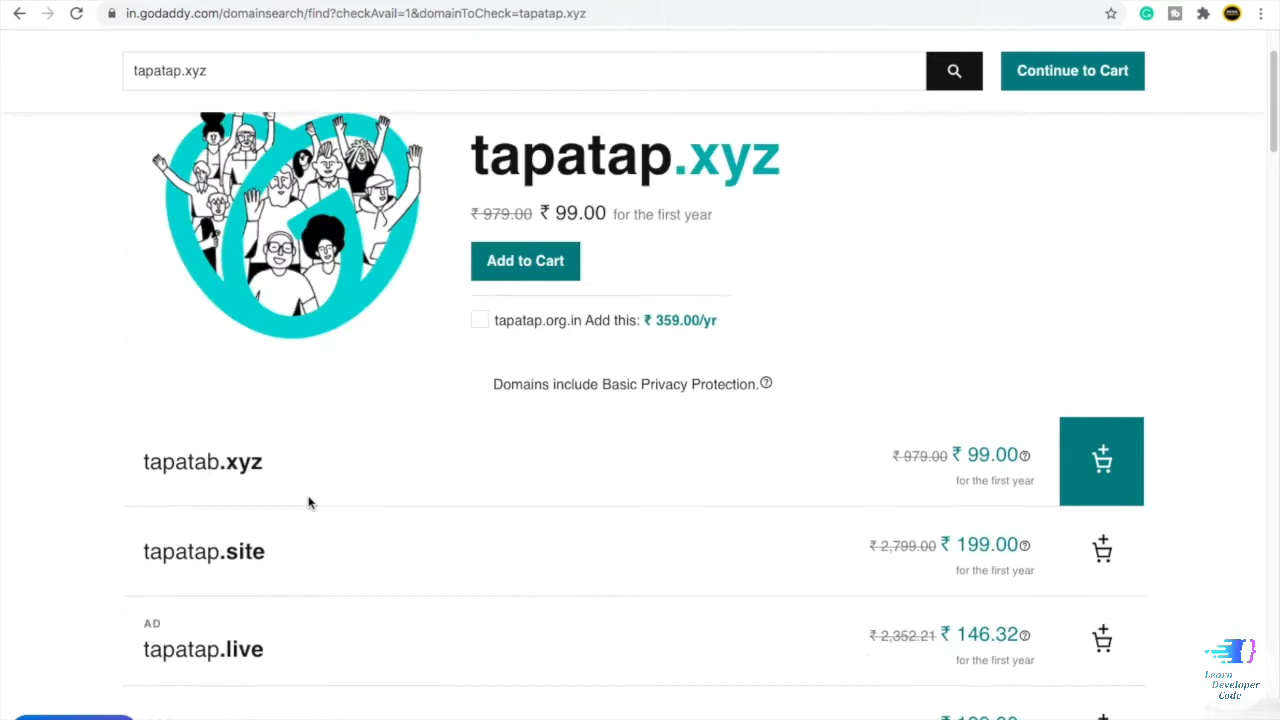 in.godaddy.com/domainsearch/find?checkAvail=1&domainToCheck=tapatap.xyz
tapatap.xyz
Continue to Cart
tapatap.xyz
₹ 979.00 ₹ 99.00 for the first year
Add to Cart
tapatap.org.in Add this: ₹ 359.00/yr
Domains include Basic Privacy Protection.
tapatab.xyz
₹ 979.00 ₹ 99.00
for the first year
tapatap.site
₹ 2,799.00 ₹ 199.00
for the first year
AD
tapatap.live
₹ 2,352.21 ₹ 146.32
for the first year
Learn
Developer
Code